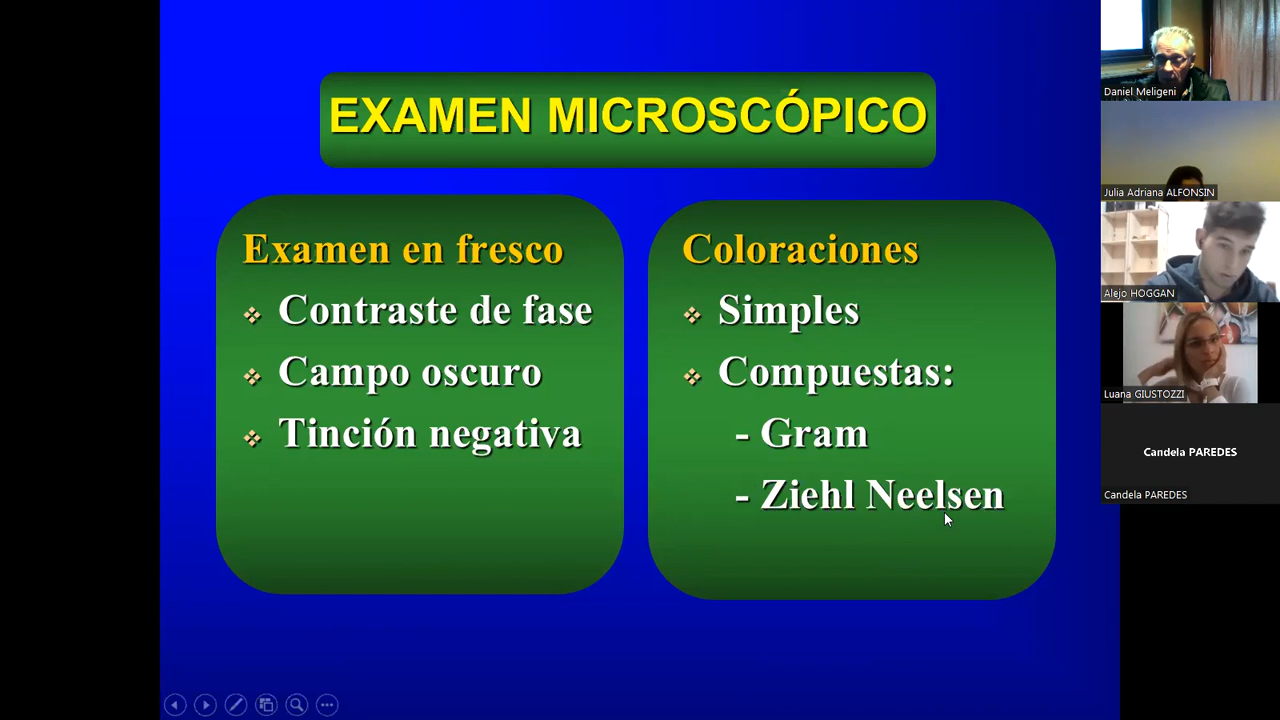 EXAMEN MICROSCÓPICO
Examen en fresco
Contraste de fase
Campo oscuro
Tinción negativa
Coloraciones
Simples
Compuestas:
- Gram
- Ziehl Neelsen
Daniel Meligeni
Julia Adriana ALFONSIN
Alejo HOGGAN
Luana GIUSTOZZI
Candela PAREDES
Candela PAREDES